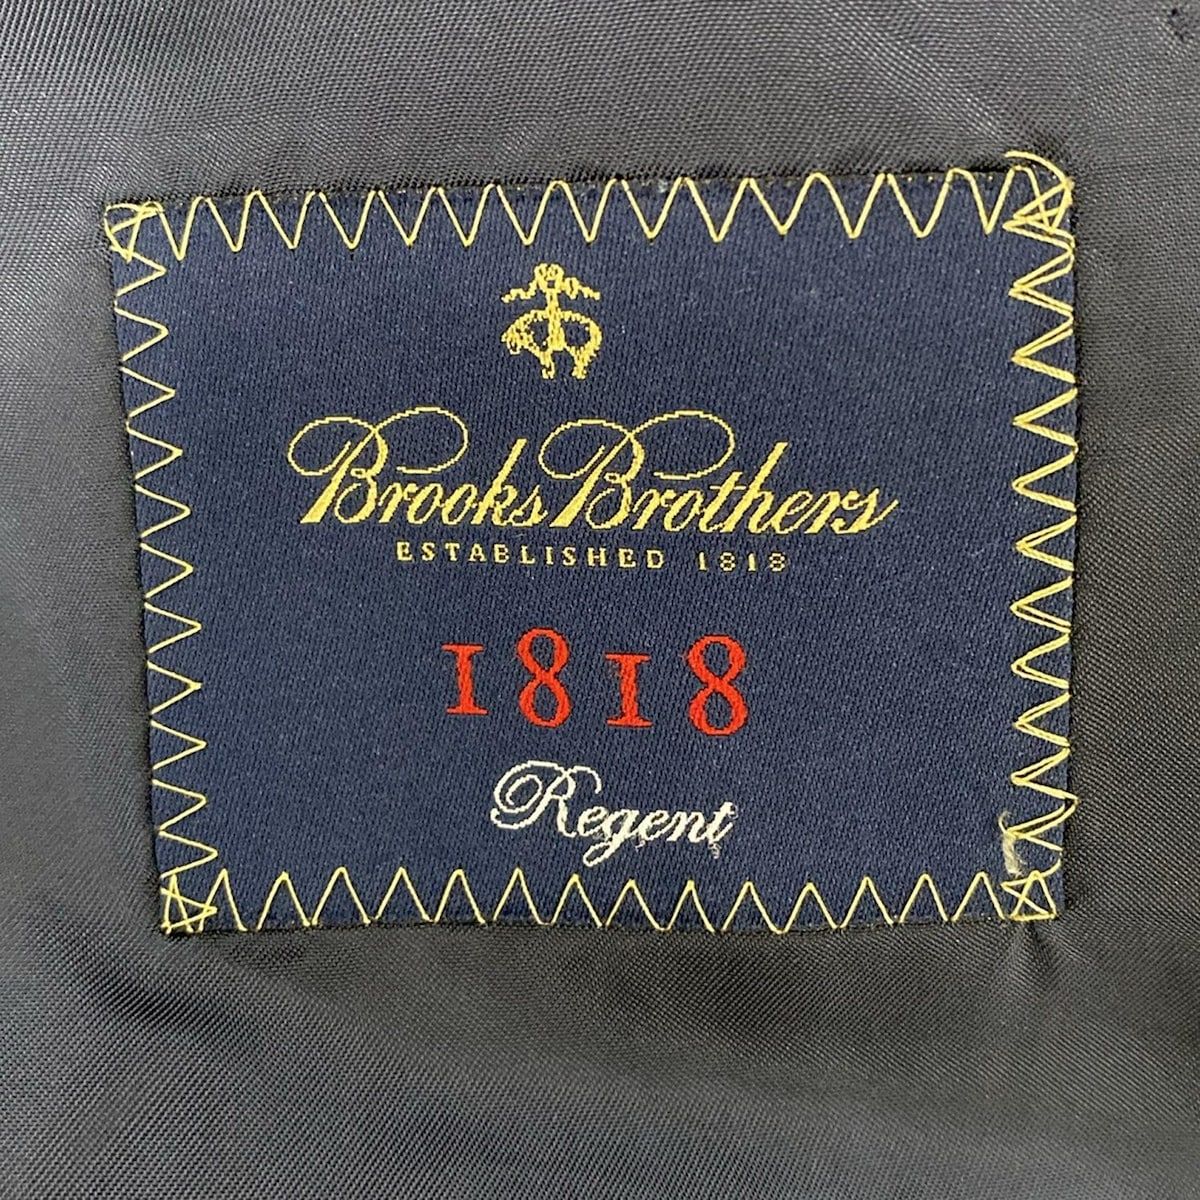 Brooks Brothers
ESTABLISHED 1818
1818
Regent